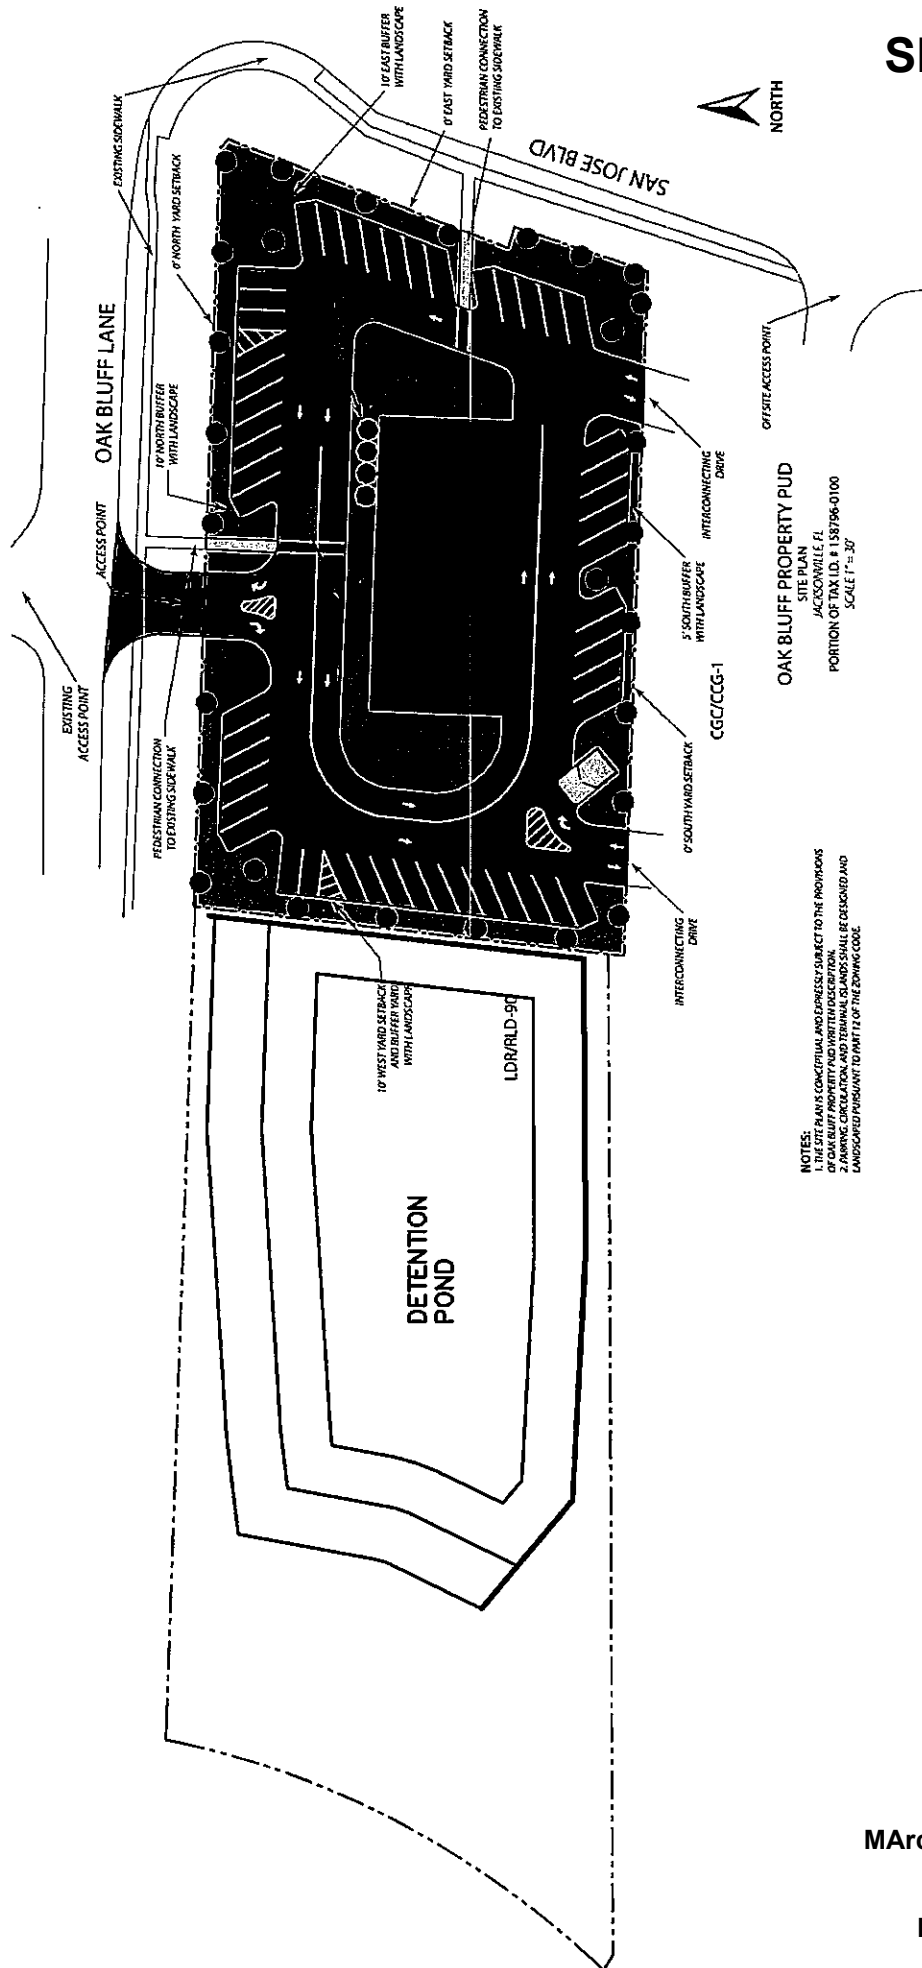 10' EAST BUFFER
WITH LANDSCAPE
0' EAST YARD SETBACK
PEDESTRIAN CONNECTION
TO EXISTING SIDEWALK
EXISTING SIDEWALK
0' NORTH YARD SETBACK
SAN JOSE BLVD
NORTH
OAK BLUFF LANE
10' NORTH BUFFER
WITH LANDSCAPE
ACCESS POINT
EXISTING
ACCESS POINT
PEDESTRIAN CONNECTION
TO EXISTING SIDEWALK
OFFSITE ACCESS POINT
INTERCONNECTING
DRIVE
5' SOUTH BUFFER
WITH LANDSCAPE
CGC/CCG-1
0' SOUTH YARD SETBACK
INTERCONNECTING
DRIVE
OAK BLUFF PROPERTY PUD
SITE PLAN
JACKSONVILLE, FL
PORTION OF TAX I.D. # 158796-0100
SCALE 1" = 30'
10' WEST YARD SETBACK
AND BUFFER YARD
WITH LANDSCAPE
LDR/RLD-90
DETENTION
POND
NOTES:
1. THE SITE PLAN IS CONCEPTUAL AND EXPRESSLY SUBJECT TO THE PROVISIONS
OF OAK BLUFF PROPERTY PUD WRITTEN DESCRIPTION.
2. PARKING, CIRCULATION, AND TERMINAL ISLANDS SHALL BE DESIGNED AND
LANDSCAPED PURSUANT TO PART 12 OF THE ZONING CODE.